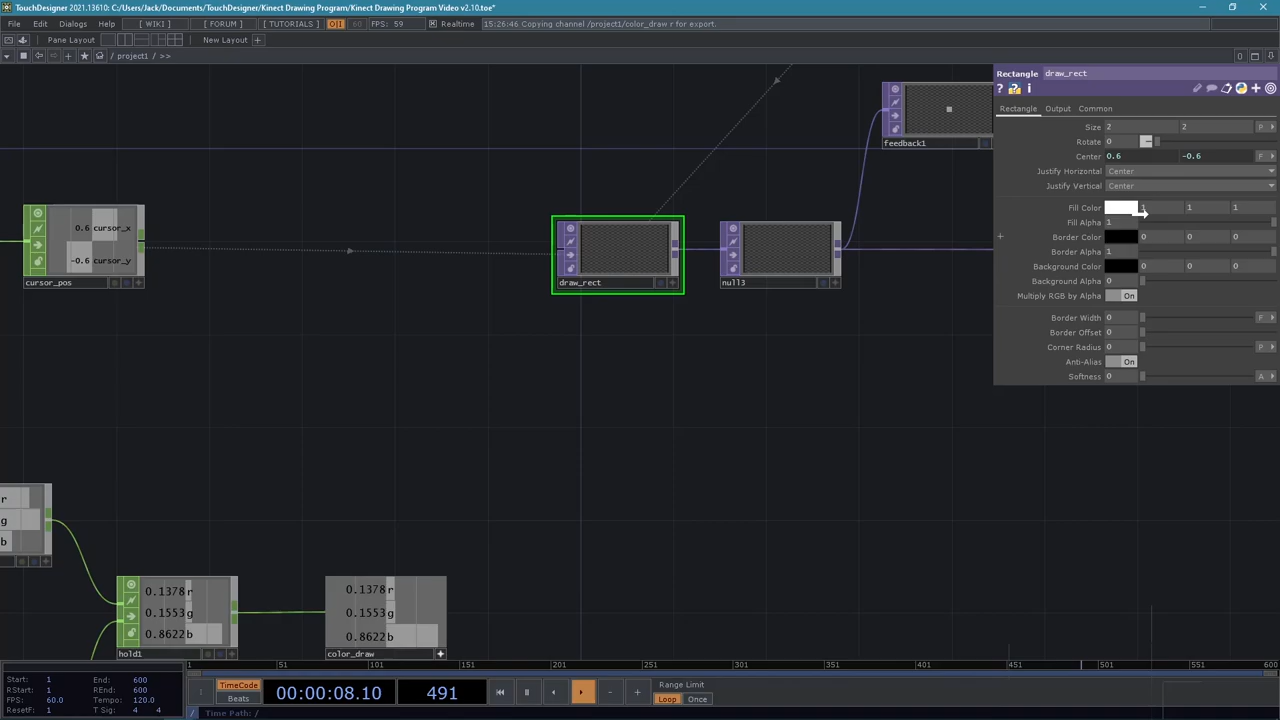 TouchDesigner 2021.13610: C:/Users/Jack/Documents/TouchDesigner/Kinect Drawing Program/Kinect Drawing Program Video v2.10.toe*
File Edit Dialogs Help [ WIKI ] [ FORUM ] [ TUTORIALS ] O|I FPS: 59 Realtime 15:26:46 Copying channel /project1/color_draw r for export.
Pane Layout New Layout +
/ project1 / >>
Rectangle draw_rect
Rectangle Output Common
Size 2 2 P
Rotate 0
Center 0.6 -0.6 F
Justify Horizontal Center
Justify Vertical Center
Fill Color 1 1 1
Fill Alpha 1
Border Color 0 0 0
Border Alpha 1
Background Color 0 0 0
Background Alpha 0
Multiply RGB by Alpha On
Border Width 0 F
Border Offset 0
Corner Radius 0 P
Anti-Alias On
Softness 0 A
feedback1
0.6 cursor_x
-0.6 cursor_y
cursor_pos
draw_rect
null3
r
g
b
0.1378 r
0.1553 g
0.8622 b
hold1
0.1378 r
0.1553 g
0.8622 b
color_draw
1 51 101 151 201 251 301 351 401 451 501 551 600
Start: 1 End: 600
RStart: 1 REnd: 600
FPS: 60.0 Tempo: 120.0
ResetF: 1 T Sig: 4 4
TimeCode
Beats
00:00:08.10
491
Range Limit
Loop Once
/ Time Path: /